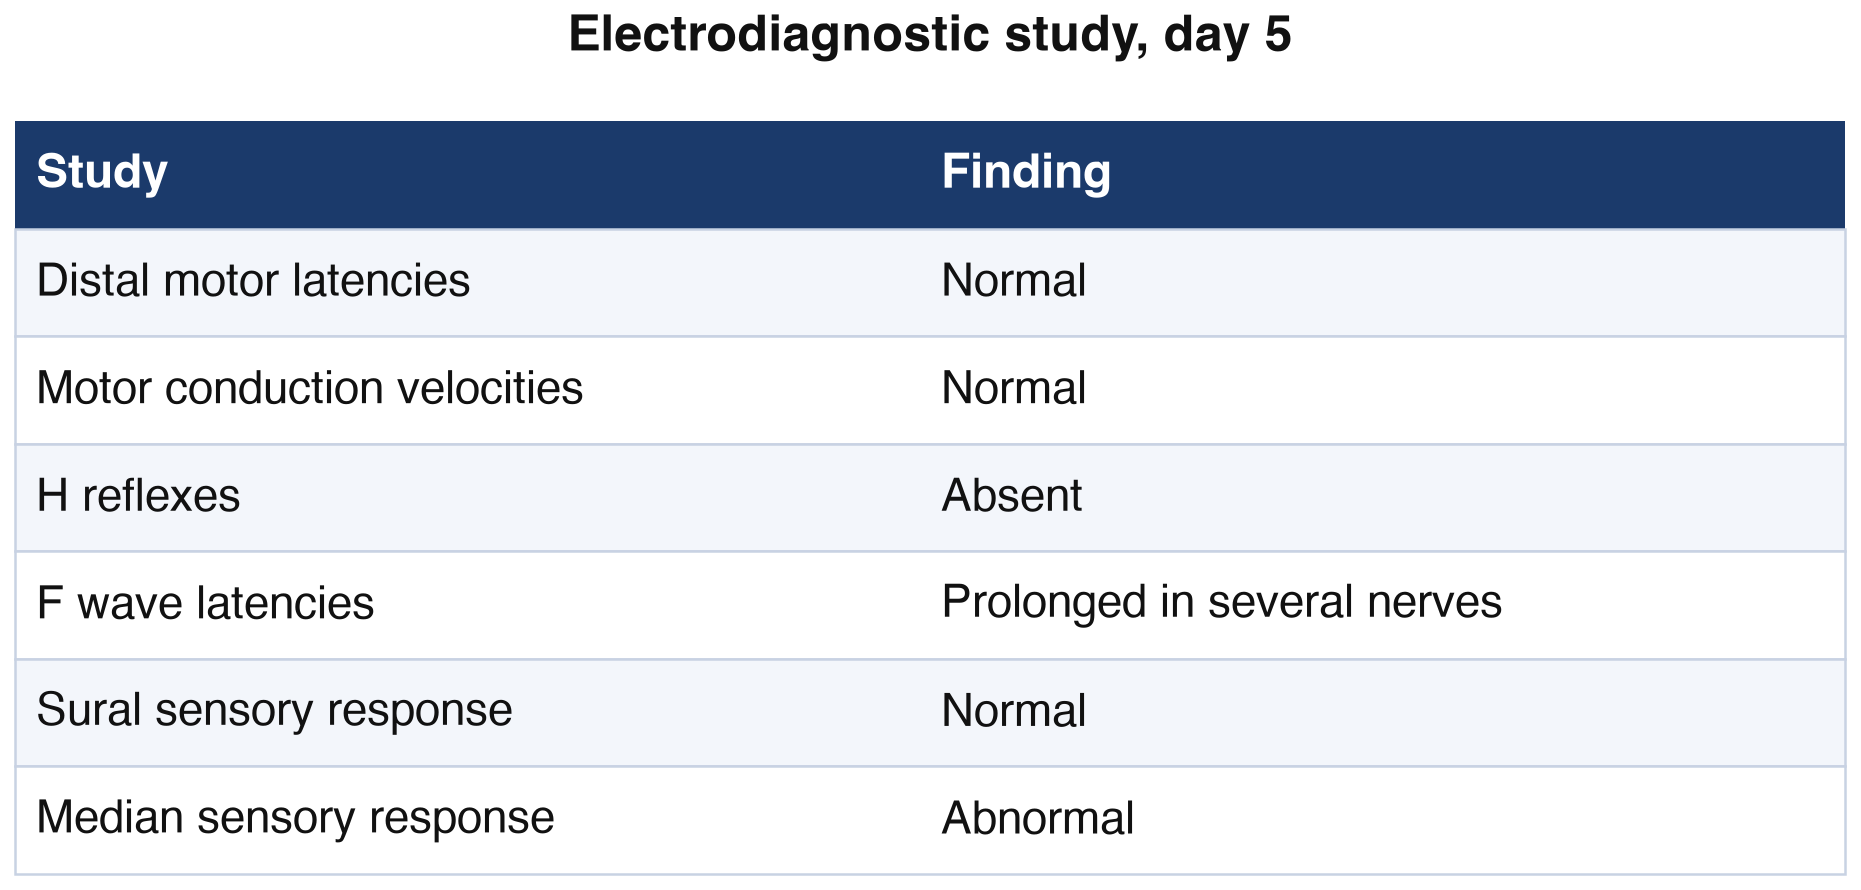 Electrodiagnostic study, day 5
Study Finding
Distal motor latencies Normal
Motor conduction velocities Normal
H reflexes Absent
F wave latencies Prolonged in several nerves
Sural sensory response Normal
Median sensory response Abnormal